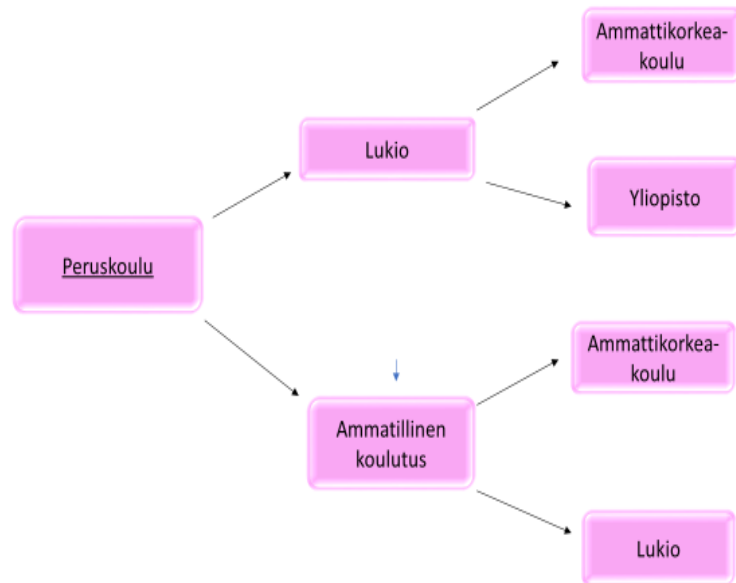 Ammattikorkea-
koulu
Lukio
Yliopisto
Peruskoulu
Ammattikorkea-
koulu
Ammatillinen
koulutus
Lukio